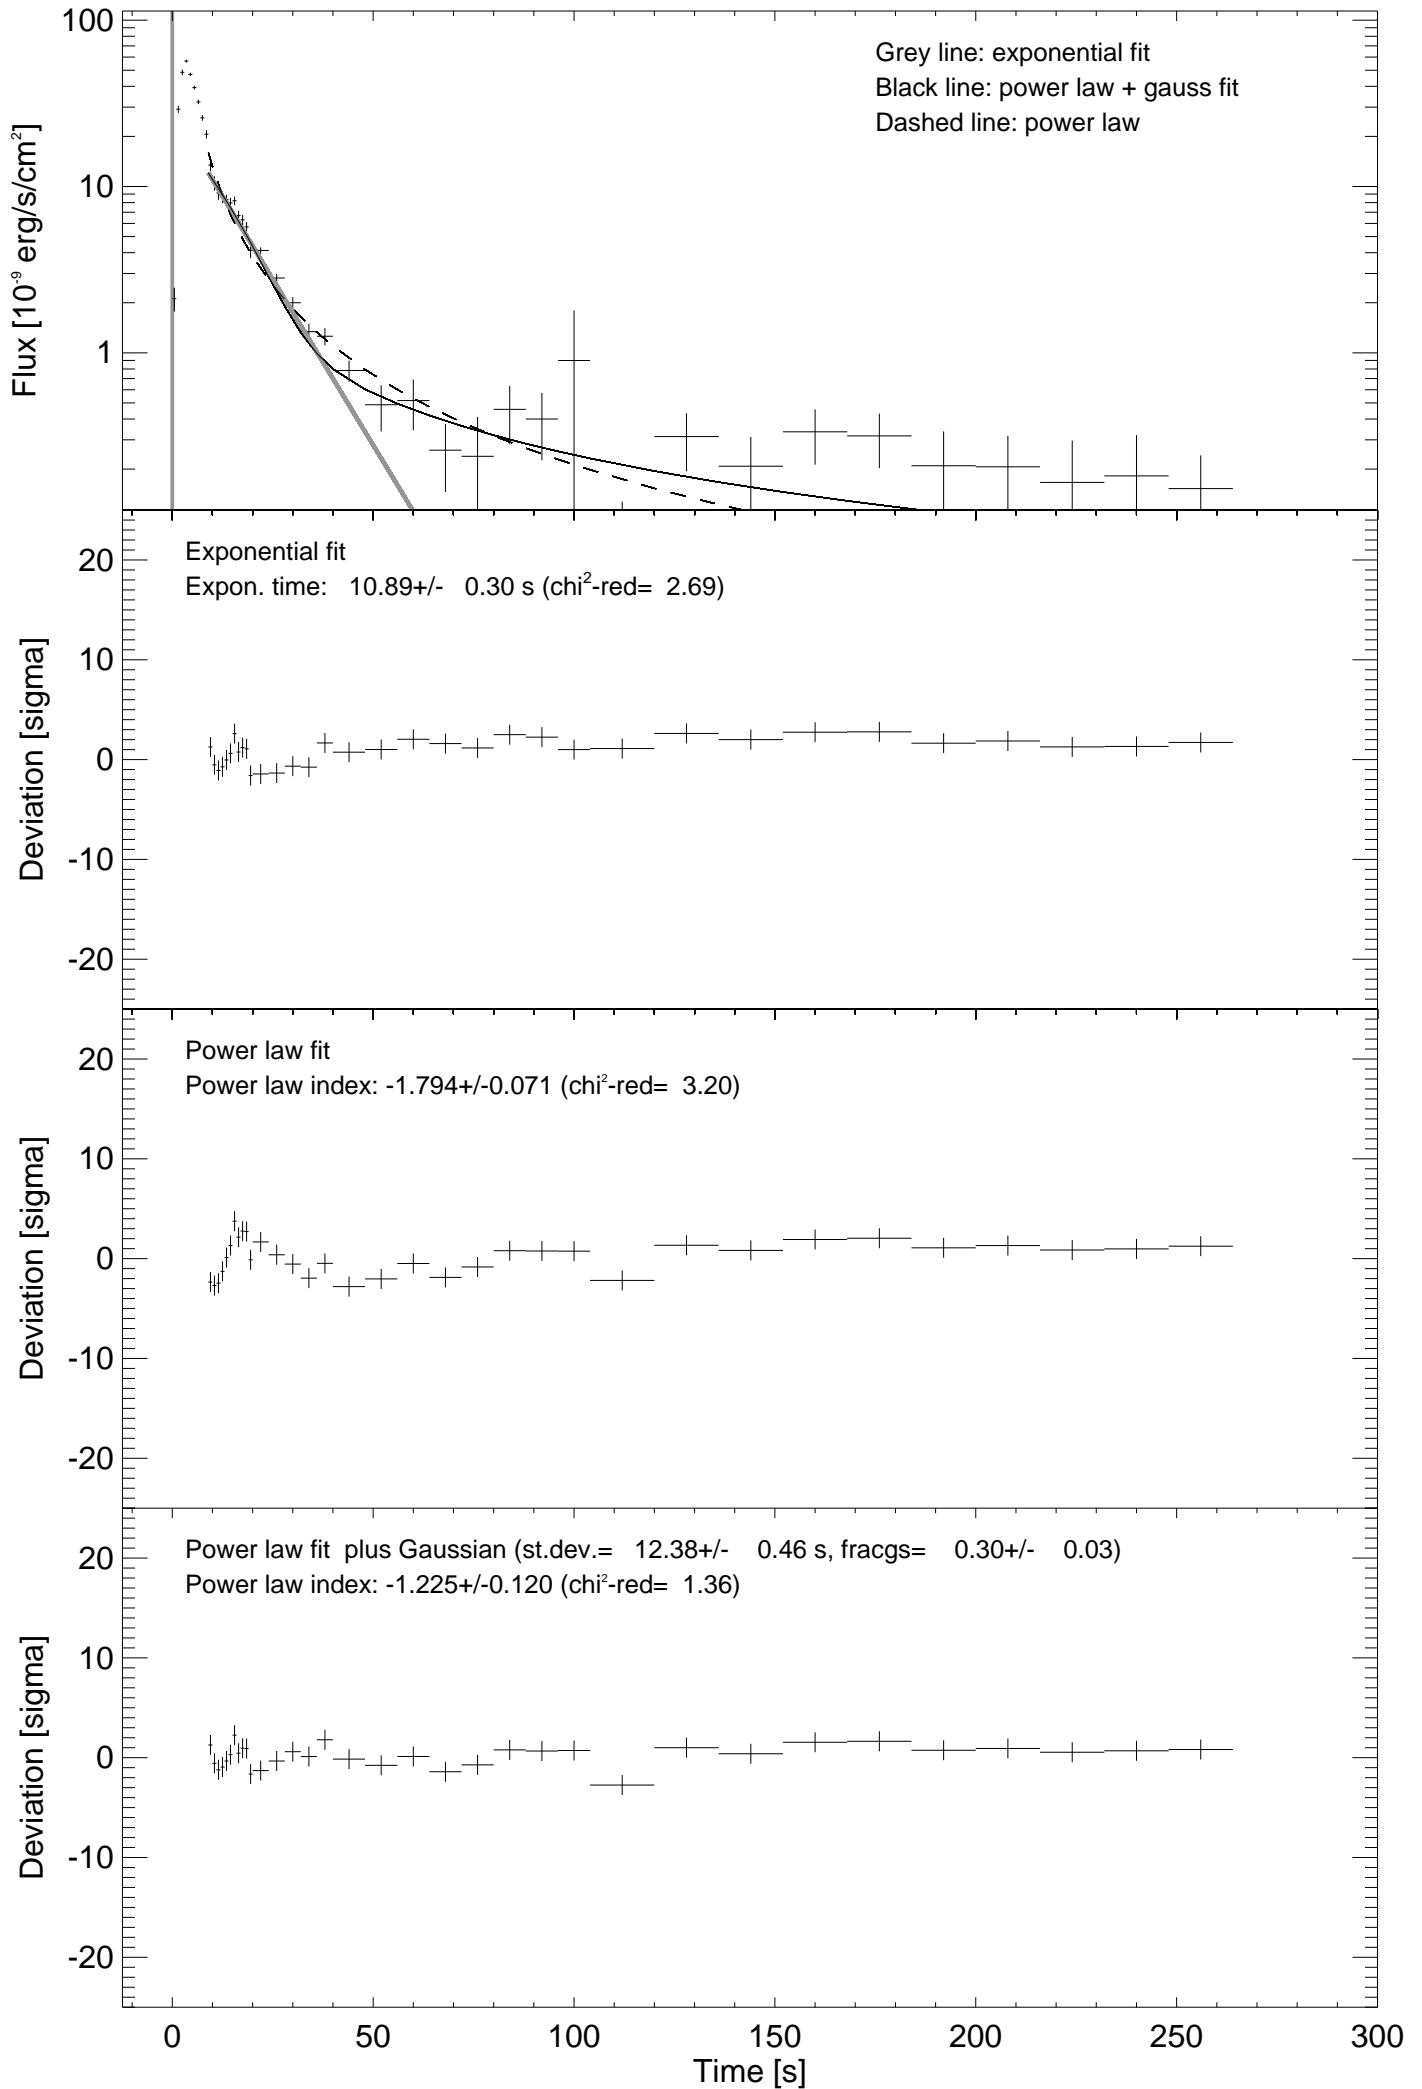 100
10
1
Flux [10⁻⁹ erg/s/cm²]
Grey line: exponential fit
Black line: power law + gauss fit
Dashed line: power law
20
10
0
-10
-20
Deviation [sigma]
Exponential fit
Expon. time: 10.89+/- 0.30 s (chi²-red= 2.69)
20
10
0
-10
-20
Deviation [sigma]
Power law fit
Power law index: -1.794+/-0.071 (chi²-red= 3.20)
20
10
0
-10
-20
Deviation [sigma]
Power law fit plus Gaussian (st.dev.= 12.38+/- 0.46 s, fracgs= 0.30+/- 0.03)
Power law index: -1.225+/-0.120 (chi²-red= 1.36)
0 50 100 150 200 250 300
Time [s]